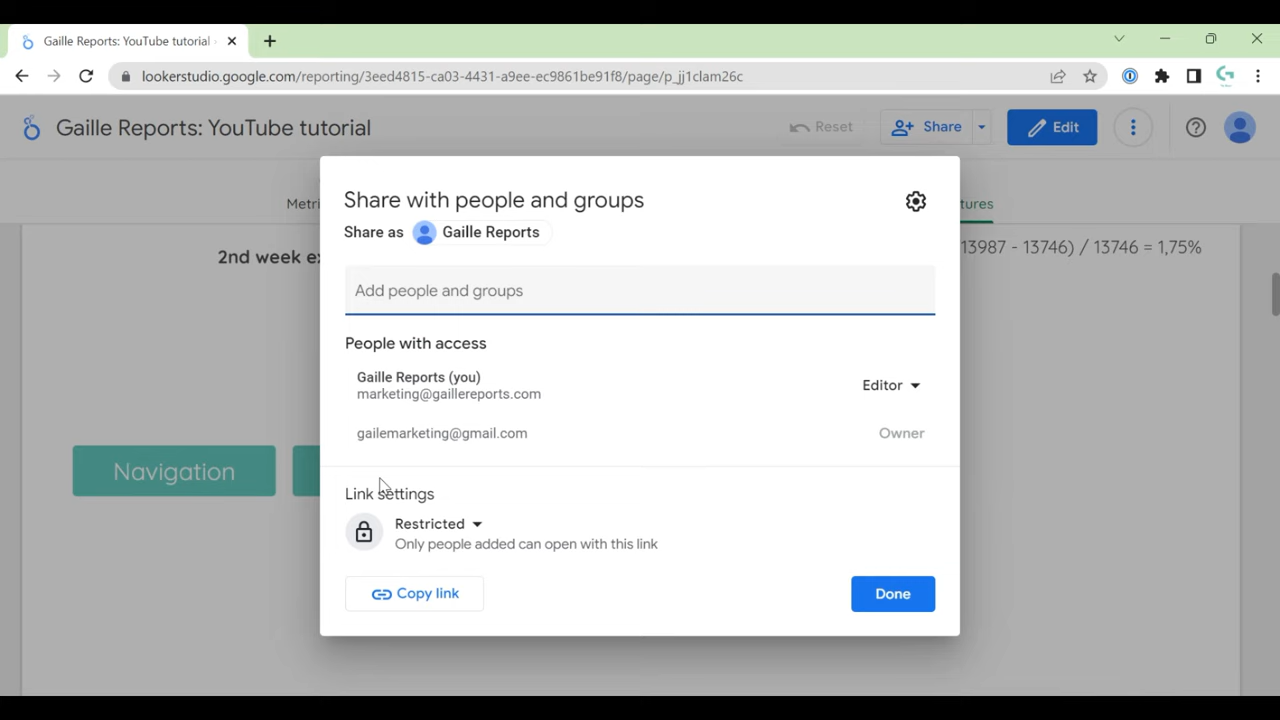 Gaille Reports: YouTube tutorial
lookerstudio.google.com/reporting/3eed4815-ca03-4431-a9ee-ec9861be91f8/page/p_jj1clam26c
Gaille Reports: YouTube tutorial
Reset
Share
Edit
Metri
tures
2nd week e
13987 - 13746) / 13746 = 1,75%
Share with people and groups
Share as Gaille Reports
Add people and groups
People with access
Gaille Reports (you)
marketing@gaillereports.com
Editor
gailemarketing@gmail.com
Owner
Navigation
Link settings
Restricted
Only people added can open with this link
Copy link
Done